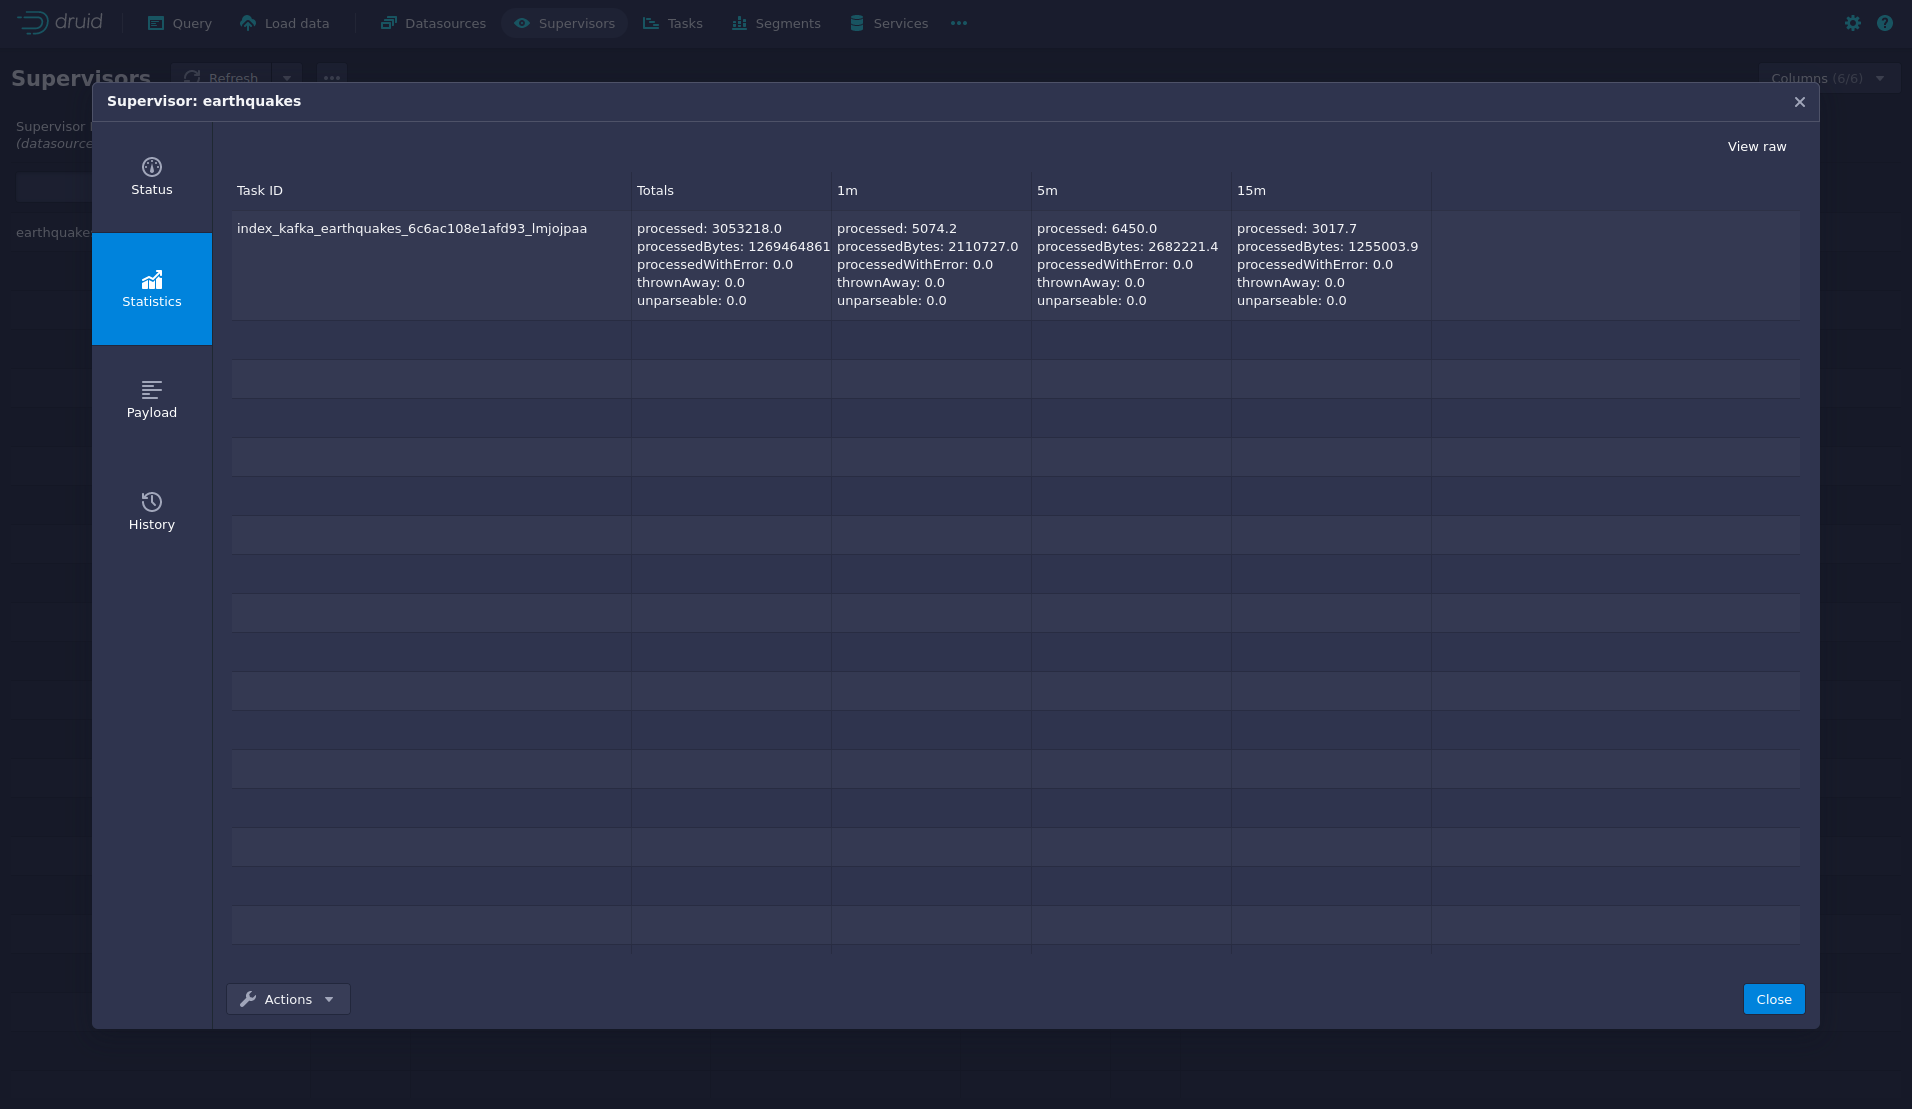 druid
Query
Load data
Datasources
Supervisors
Tasks
Segments
Services
Supervisors
Refresh
Columns (6/6)
Supervisor: earthquakes
Supervisor
(datasource
earthquakes
Status
Statistics
Payload
History
View raw
Task ID
Totals
1m
5m
15m
index_kafka_earthquakes_6c6ac108e1afd93_lmjojpaa
processed: 3053218.0
processedBytes: 1269464861
processedWithError: 0.0
thrownAway: 0.0
unparseable: 0.0
processed: 5074.2
processedBytes: 2110727.0
processedWithError: 0.0
thrownAway: 0.0
unparseable: 0.0
processed: 6450.0
processedBytes: 2682221.4
processedWithError: 0.0
thrownAway: 0.0
unparseable: 0.0
processed: 3017.7
processedBytes: 1255003.9
processedWithError: 0.0
thrownAway: 0.0
unparseable: 0.0
Actions
Close